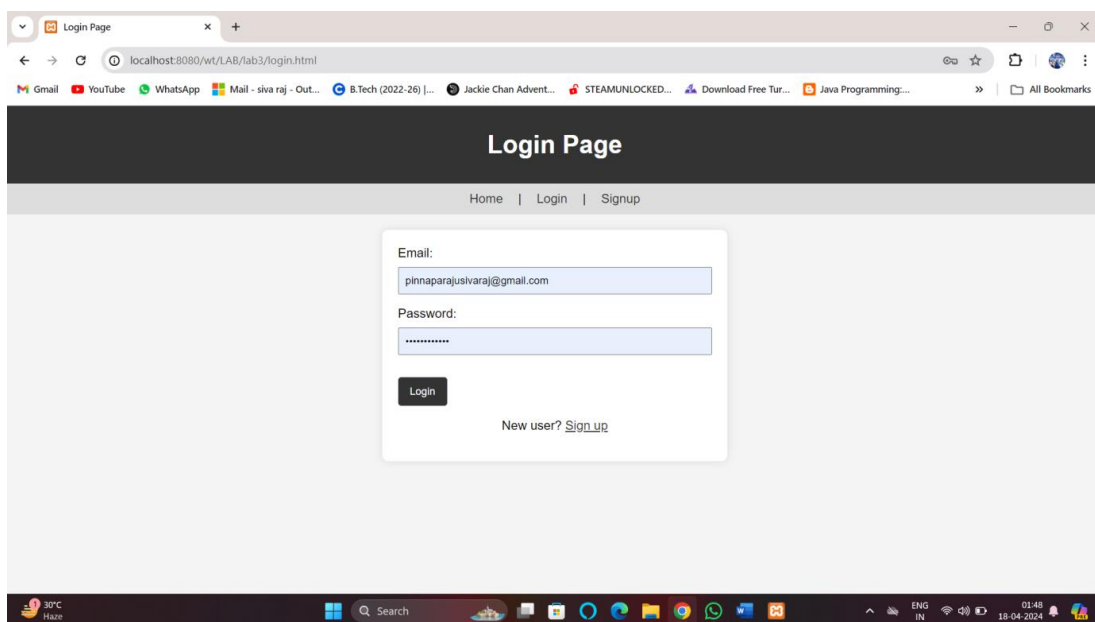 Login Page
localhost:8080/wt/LAB/lab3/login.html
Gmail YouTube WhatsApp Mail - siva raj - Out... B.Tech (2022-26) |... Jackie Chan Advent... STEAMUNLOCKED... Download Free Tur... Java Programming:... » All Bookmarks
Login Page
Home | Login | Signup
Email:
pinnaparajusivaraj@gmail.com
Password:
••••••••••••
Login
New user? Sign up
1
30°C
Haze
Search
ENG
IN
01:48
18-04-2024